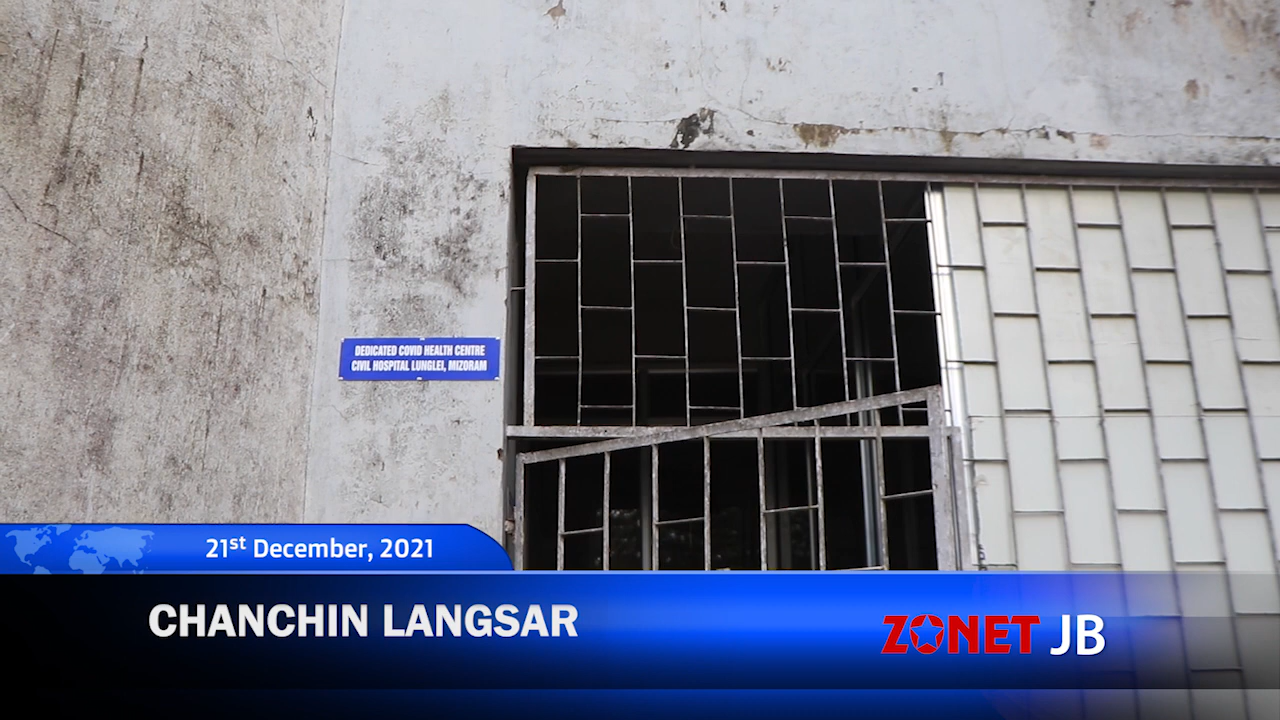 DEDICATED COVID HEALTH CENTRE
CIVIL HOSPITAL LUNGLEI, MIZORAM
21st December, 2021
CHANCHIN LANGSAR
ZONET JB